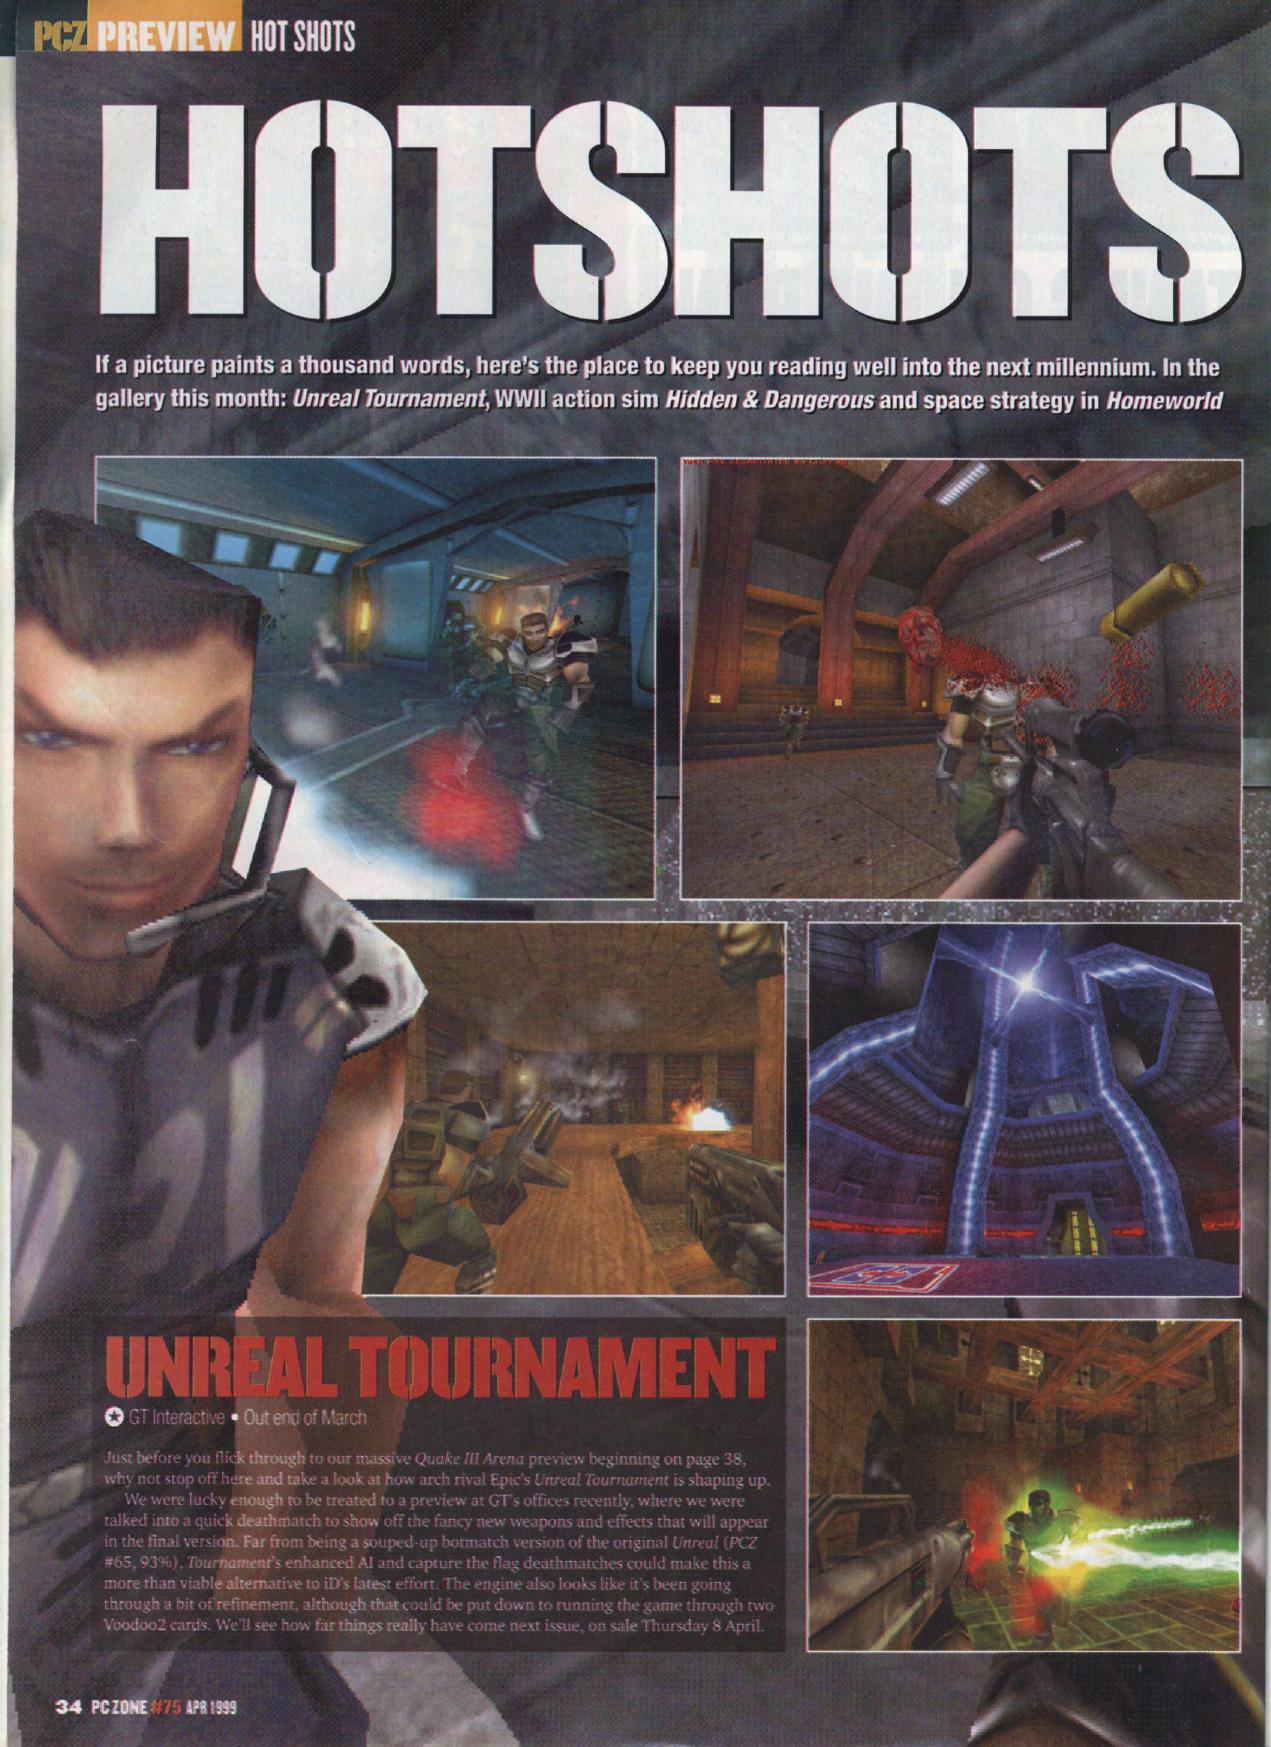 PCZ PREVIEW HOT SHOTS
HOTSHOTS
If a picture paints a thousand words, here's the place to keep you reading well into the next millennium. In the
gallery this month: Unreal Tournament, WWII action sim Hidden & Dangerous and space strategy in Homeworld
UNREAL TOURNAMENT
GT Interactive • Out end of March
Just before you flick through to our massive Quake III Arena preview beginning on page 38,
why not stop off here and take a look at how arch rival Epic's Unreal Tournament is shaping up.
We were lucky enough to be treated to a preview at GT's offices recently, where we were
talked into a quick deathmatch to show off the fancy new weapons and effects that will appear
in the final version. Far from being a souped-up botmatch version of the original Unreal (PCZ
#65, 93%), Tournament's enhanced AI and capture the flag deathmatches could make this a
more than viable alternative to iD's latest effort. The engine also looks like it's been going
through a bit of refinement, although that could be put down to running the game through two
Voodoo2 cards. We'll see how far things really have come next issue, on sale Thursday 8 April.
34 PC ZONE #75 APR 1999